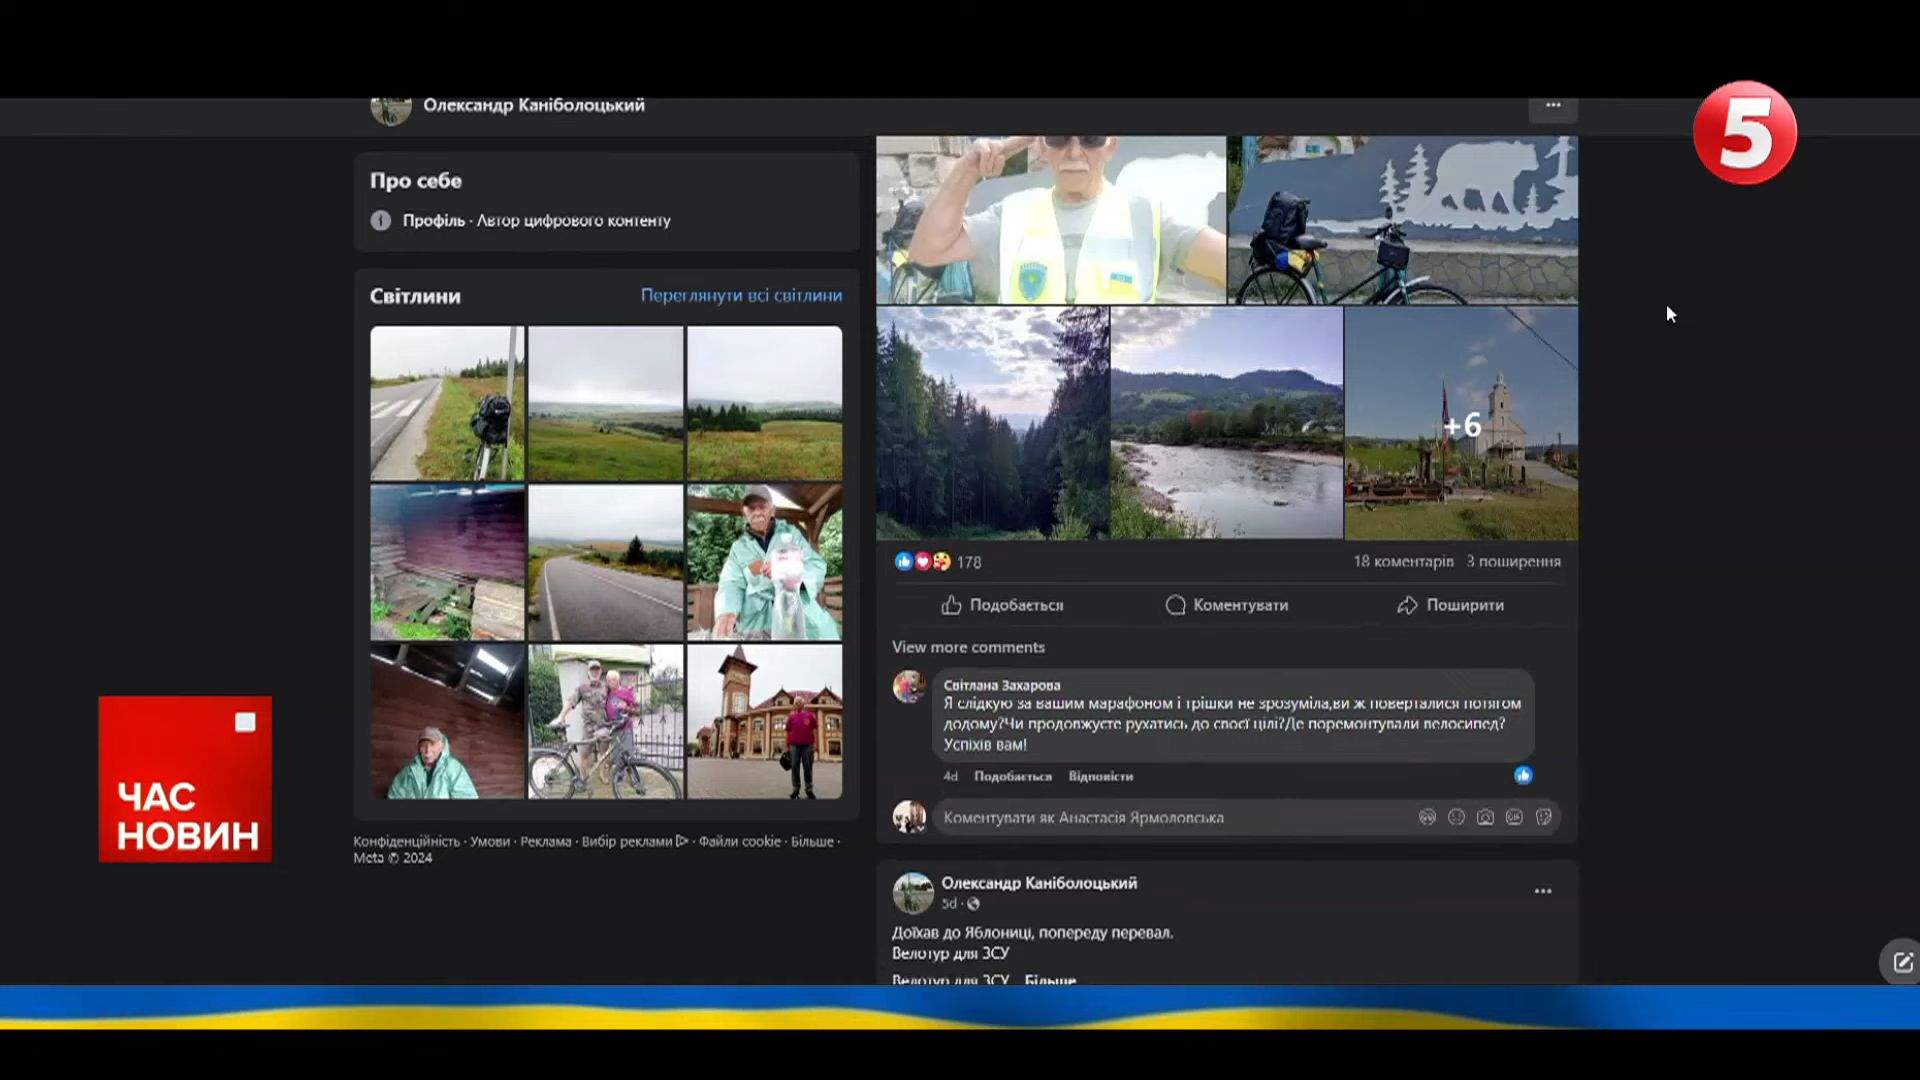 Олександр Каніболоцький
5
Про себе
Профіль · Автор цифрового контенту
Світлини
Переглянути всі світлини
+6
178
18 коментарів
3 поширення
Подобається
Коментувати
Поширити
View more comments
Світлана Захарова
Я слідкую за вашим марафоном і трішки не зрозуміла,ви ж поверталися потягом
додому?Чи продовжуєте рухатись до своєї цілі?Де поремонтували велосипед?
Успіхів вам!
4d
Подобається
Відповісти
Коментувати як Анастасія Ярмоловська
ЧАС
НОВИН
Конфіденційність · Умови · Реклама · Вибір реклами · Файли cookie · Більше ·
Meta © 2024
Олександр Каніболоцький
5d ·
Доїхав до Яблониці, попереду перевал.
Велотур для ЗСУ
Велотур для ЗСУ... Більше